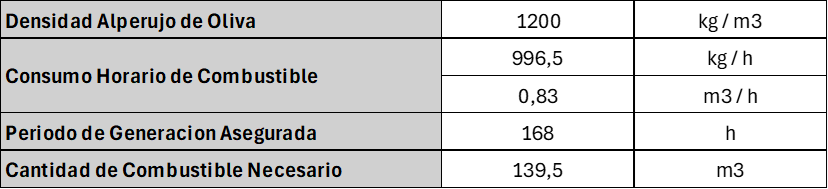 Densidad Alperujo de Oliva 1200 kg / m3
Consumo Horario de Combustible 996,5 kg / h
0,83 m3 / h
Periodo de Generacion Asegurada 168 h
Cantidad de Combustible Necesario 139,5 m3